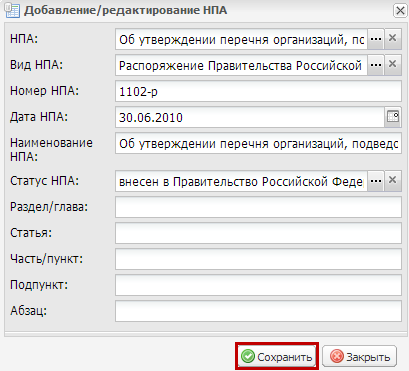 Добавление/редактирование НПА
НПА: Об утверждении перечня организаций, пс
Вид НПА: Распоряжение Правительства Российской
Номер НПА: 1102-р
Дата НПА: 30.06.2010
Наименование НПА: Об утверждении перечня организаций, подведс
Статус НПА: внесен в Правительство Российской Феде
Раздел/глава:
Статья:
Часть/пункт:
Подпункт:
Абзац:
Сохранить Закрыть